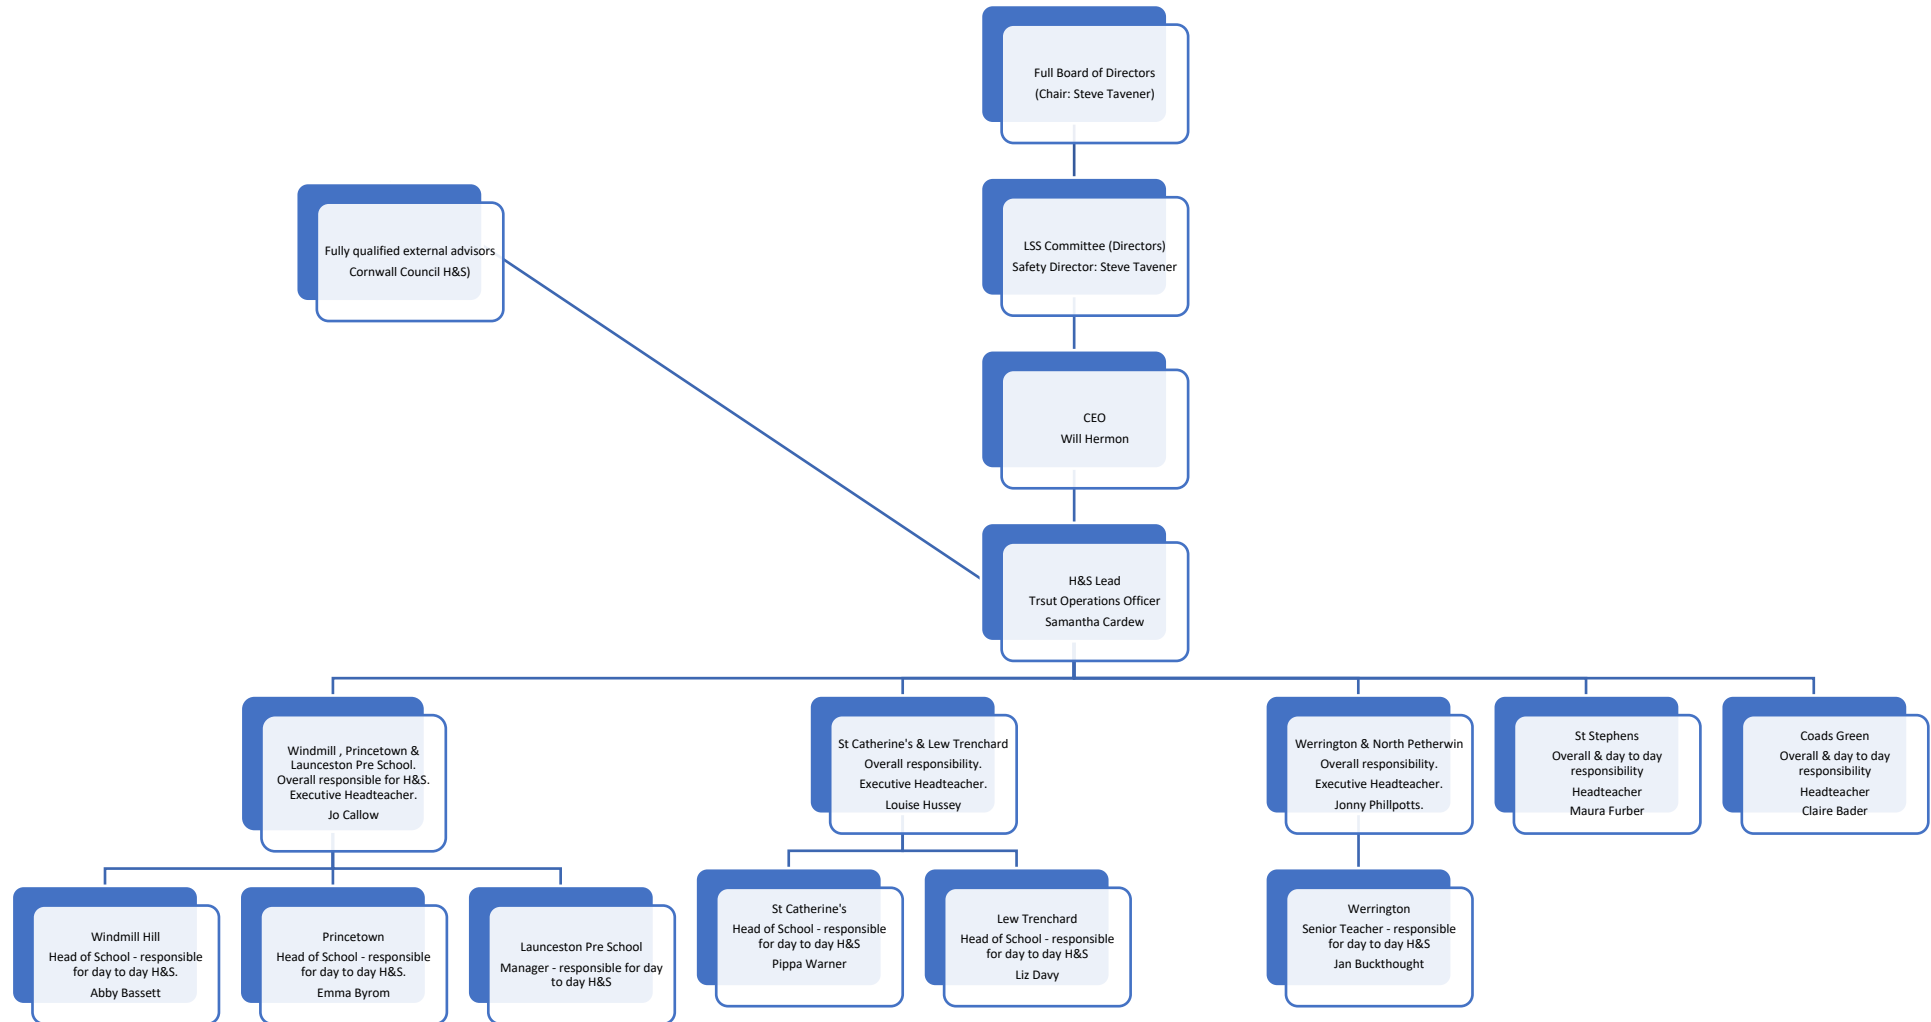 Full Board of Directors
(Chair: Steve Tavener)
Fully qualified external advisors
Cornwall Council H&S)
LSS Committee (Directors)
Safety Director: Steve Tavener
CEO
Will Hermon
H&S Lead
Trsut Operations Officer
Samantha Cardew
Windmill , Princetown &
Launceston Pre School.
Overall responsible for H&S.
Executive Headteacher.
Jo Callow
St Catherine's & Lew Trenchard
Overall responsibility.
Executive Headteacher.
Louise Hussey
Werrington & North Petherwin
Overall responsibility.
Executive Headteacher.
Jonny Phillpotts.
St Stephens
Overall & day to day
responsibility
Headteacher
Maura Furber
Coads Green
Overall & day to day
responsibility
Headteacher
Claire Bader
Windmill Hill
Head of School - responsible
for day to day H&S.
Abby Bassett
Princetown
Head of School - responsible
for day to day H&S.
Emma Byrom
Launceston Pre School
Manager - responsible for day
to day H&S
St Catherine's
Head of School - responsible
for day to day H&S
Pippa Warner
Lew Trenchard
Head of School - responsible
for day to day H&S
Liz Davy
Werrington
Senior Teacher - responsible
for day to day H&S
Jan Buckthought